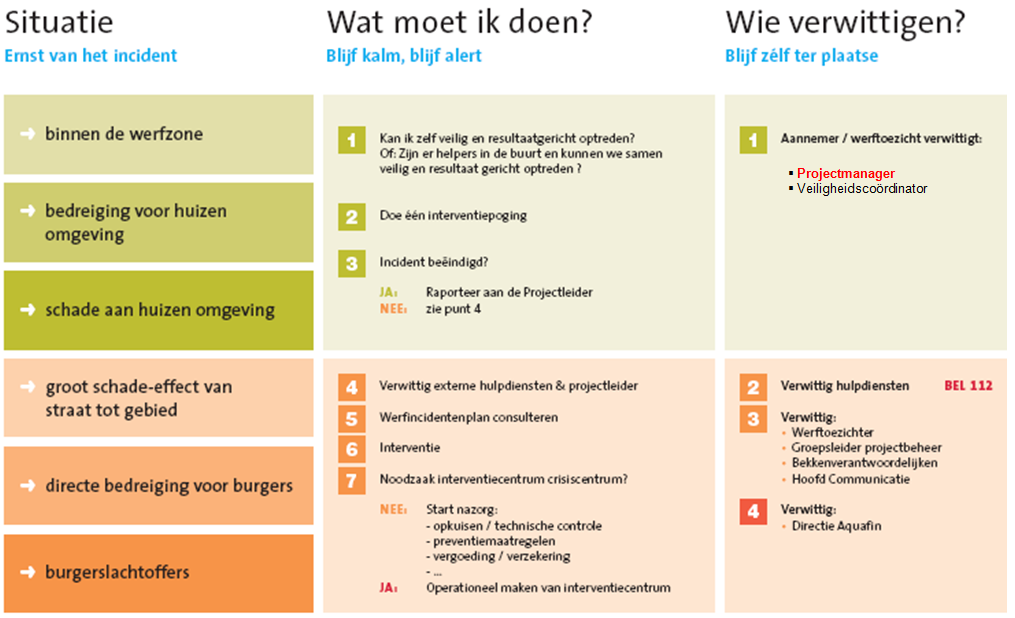 Situatie
Ernst van het incident
→ binnen de werfzone
→ bedreiging voor huizen
omgeving
→ schade aan huizen omgeving
→ groot schade-effect van
straat tot gebied
→ directe bedreiging voor burgers
→ burgerslachtoffers
Wat moet ik doen?
Blijf kalm, blijf alert
1 Kan ik zelf veilig en resultaatgericht optreden?
Of: Zijn er helpers in de buurt en kunnen we samen
veilig en resultaat gericht optreden ?
2 Doe één interventiepoging
3 Incident beëindigd?
JA: Raporteer aan de Projectleider
NEE: zie punt 4
4 Verwittig externe hulpdiensten & projectleider
5 Werfincidentenplan consulteren
6 Interventie
7 Noodzaak interventiecentrum crisiscentrum?
NEE: Start nazorg:
- opkuisen / technische controle
- preventiemaatregelen
- vergoeding / verzekering
- ...
JA: Operationeel maken van interventiecentrum
Wie verwittigen?
Blijf zélf ter plaatse
1 Aannemer / werftoezicht verwittigt:
▪ Projectmanager
▪ Veiligheidscoördinator
2 Verwittig hulpdiensten BEL 112
3 Verwittig:
• Werftoezichter
• Groepsleider projectbeheer
• Bekkenverantwoordelijken
• Hoofd Communicatie
4 Verwittig:
• Directie Aquafin